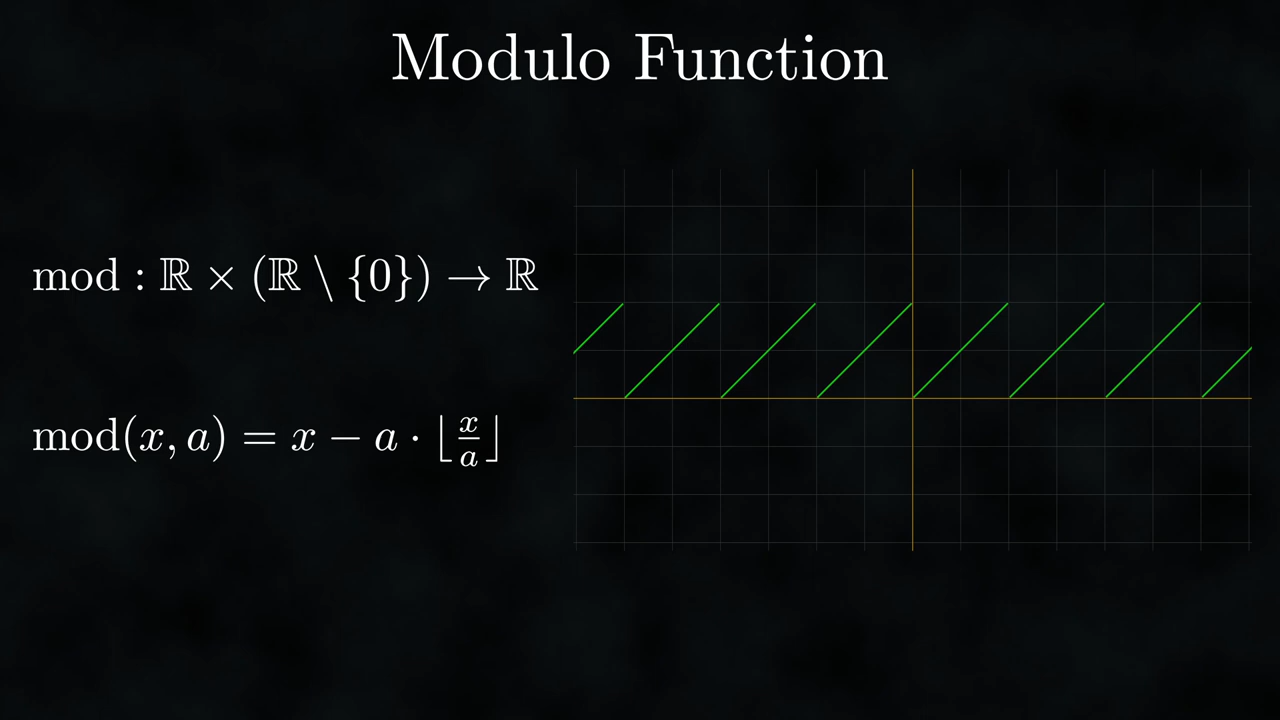 Modulo Function
mod : ℝ × (ℝ \ {0}) → ℝ
mod(x, a) = x − a · ⌊x/a⌋